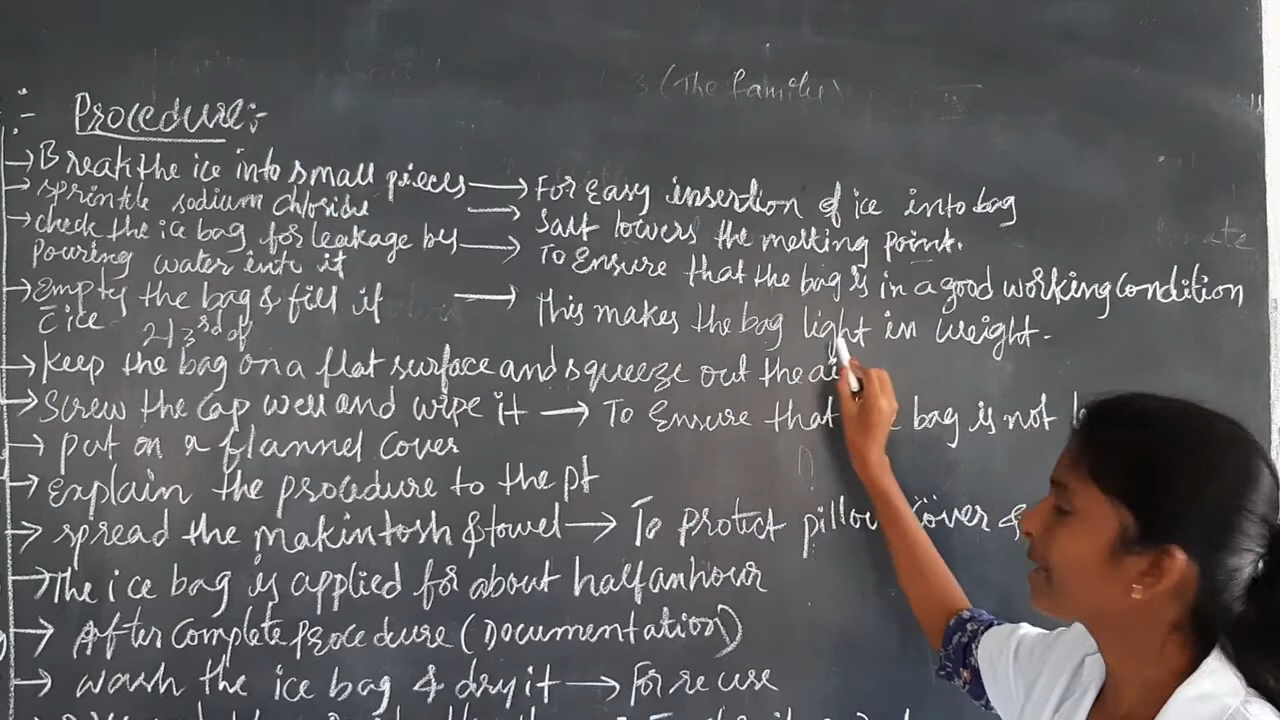 (The family)
:- Procedure:-
→ Break the ice into small pieces → For Easy insertion of ice into bag
→ sprinkle sodium chloride → Salt lowers the melting point.
→ check the ice bag for leakage by → To Ensure that the bag is in a good working condition
pouring water into it
→ Empty the bag & fill it → This makes the bag light in weight.
c̄ ice 2/3rd of
→ Keep the bag on a flat surface and squeeze out the
→ Screw the cap well and wipe it → To Ensure that bag is not
→ put on a flannel cover
→ Explain the procedure to the pt
→ spread the makintosh & towel → To protect pillow cover &
→ The ice bag is applied for about half an hour
→ After complete procedure (Documentation)
→ wash the ice bag & dry it → For re use